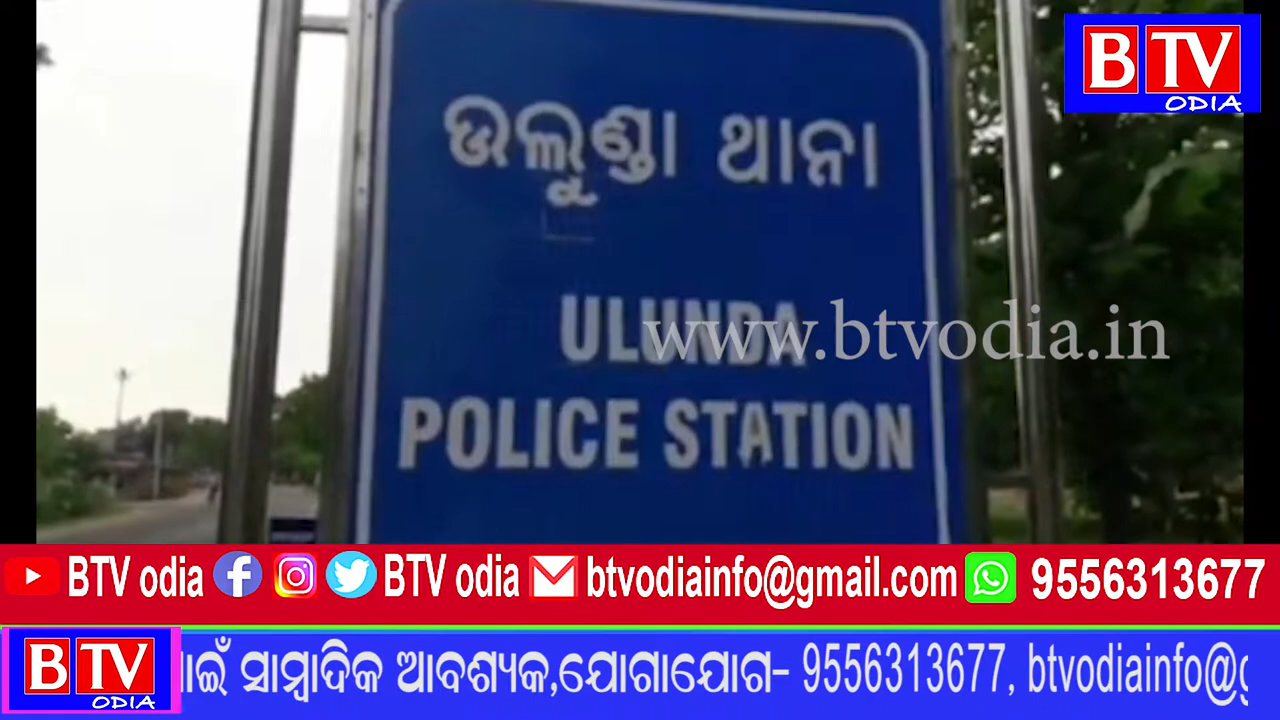 BTV
ODIA
ଉଲୁଣ୍ଡା ଥାନା
ULUNDA
www.btvodia.in
POLICE STATION
BTV odia BTV odia btvodiainfo@gmail.com 9556313677
BTV
ODIA
ପାଇଁ ସାମ୍ବାଦିକ ଆବଶ୍ୟକ,ଯୋଗାଯୋଗ- 9556313677, btvodiainfo@g